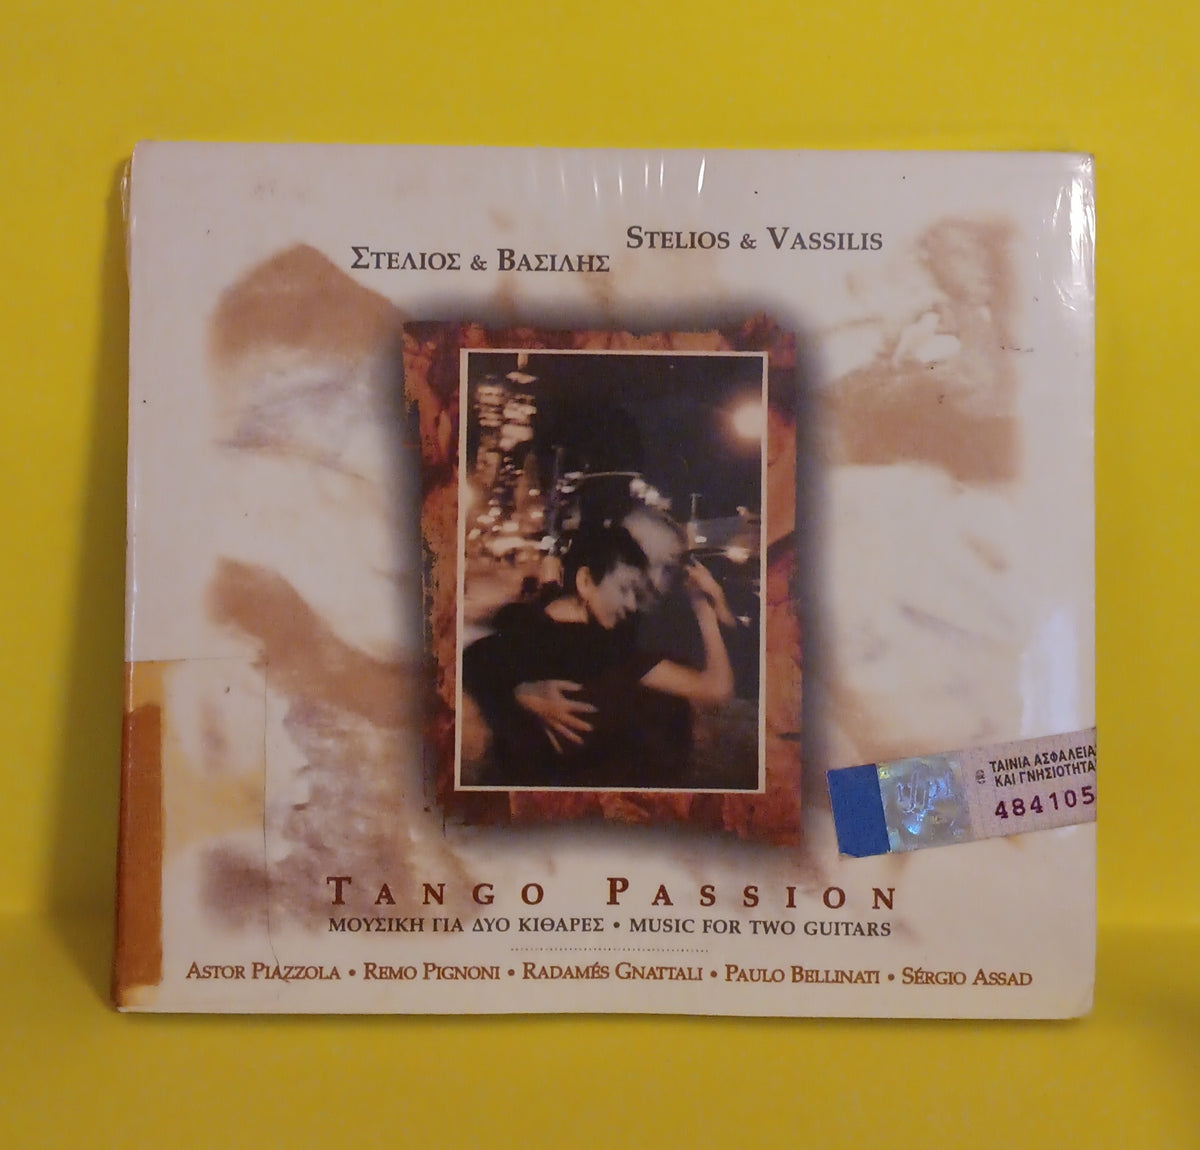 ΣΤΕΛΙΟΣ & ΒΑΣΙΛΗΣ
STELIOS & VASSILIS
ΤΑΙΝΙΑ ΑΣΦΑΛΕΙΑΣ
ΚΑΙ ΓΝΗΣΙΟΤΗΤΑΣ
484105
TANGO PASSION
ΜΟΥΣΙΚΗ ΓΙΑ ΔΥΟ ΚΙΘΑΡΕΣ • MUSIC FOR TWO GUITARS
ASTOR PIAZZOLA • REMO PIGNONI • RADAMÉS GNATTALI • PAULO BELLINATI • SÉRGIO ASSAD